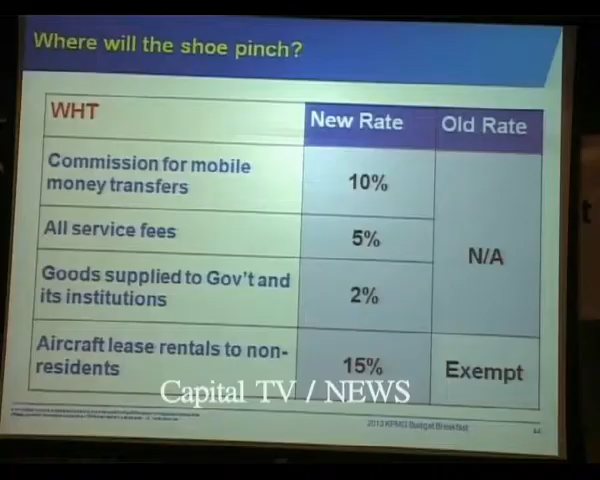 Where will the shoe pinch?
WHT
New Rate
Old Rate
Commission for mobile
money transfers
10%
All service fees
5%
N/A
Goods supplied to Gov't and
its institutions
2%
Aircraft lease rentals to non-
residents
15%
Exempt
Capital TV / NEWS
2013 KPMG Budget Breakfast
44